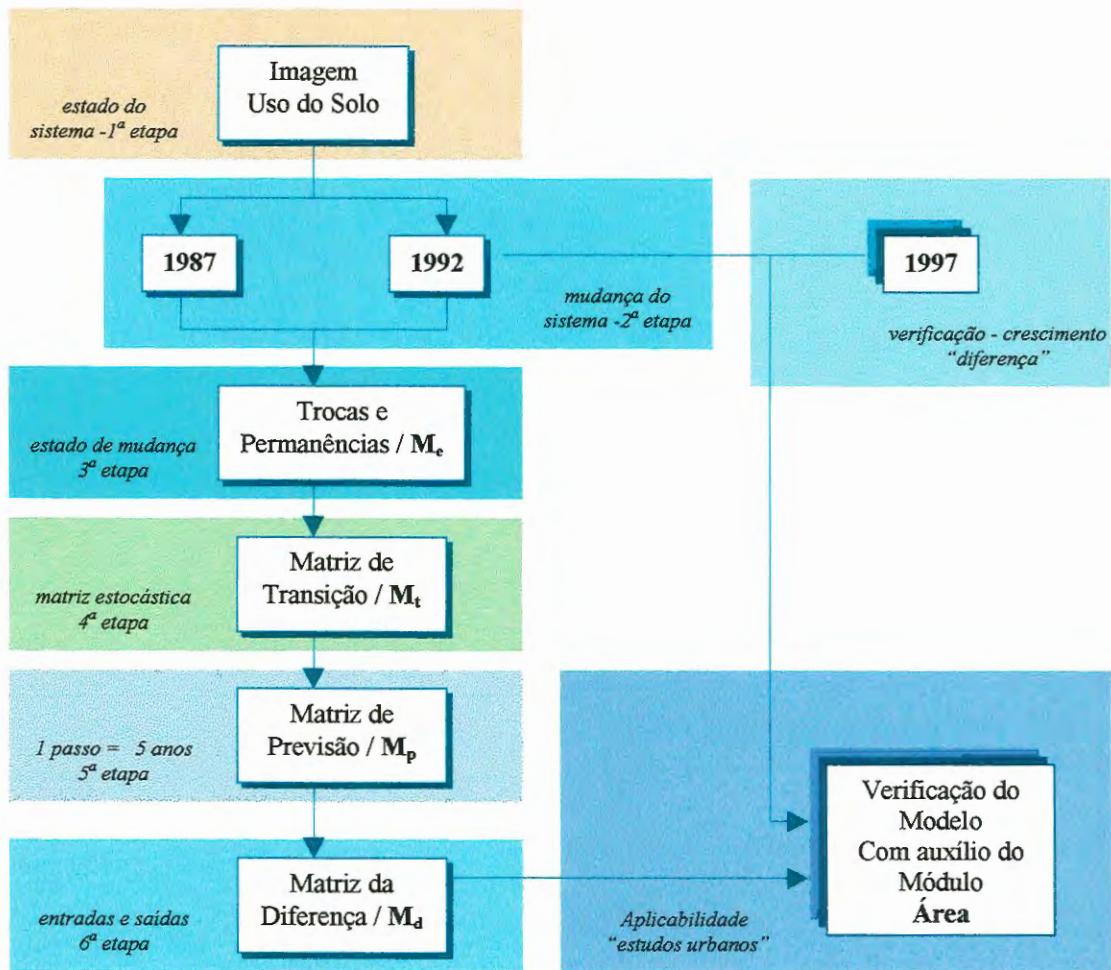 Imagem
Uso do Solo
estado do
sistema -1ª etapa
1987
1992
1997
mudança do
sistema -2ª etapa
verificação - crescimento
“diferença”
Trocas e
Permanências / Me
estado de mudança
3ª etapa
Matriz de
Transição / Mt
matriz estocástica
4ª etapa
Matriz de
Previsão / Mp
1 passo = 5 anos
5ª etapa
Matriz da
Diferença / Md
entradas e saídas
6ª etapa
Verificação do
Modelo
Com auxílio do
Módulo
Área
Aplicabilidade
“estudos urbanos”